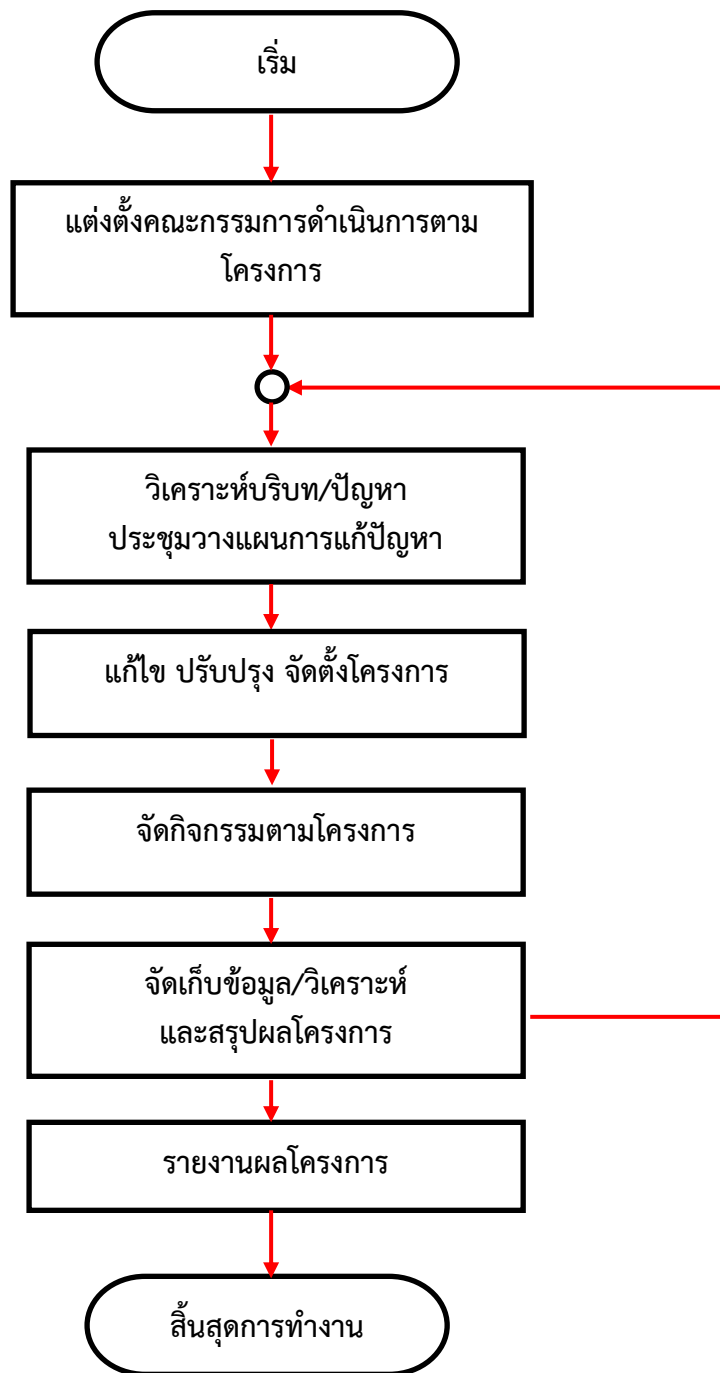 เริ่ม
แต่งตั้งคณะกรรมการดำเนินการตาม
โครงการ
วิเคราะห์บริบท/ปัญหา
ประชุมวางแผนการแก้ปัญหา
แก้ไข ปรับปรุง จัดตั้งโครงการ
จัดกิจกรรมตามโครงการ
จัดเก็บข้อมูล/วิเคราะห์
และสรุปผลโครงการ
รายงานผลโครงการ
สิ้นสุดการทำงาน